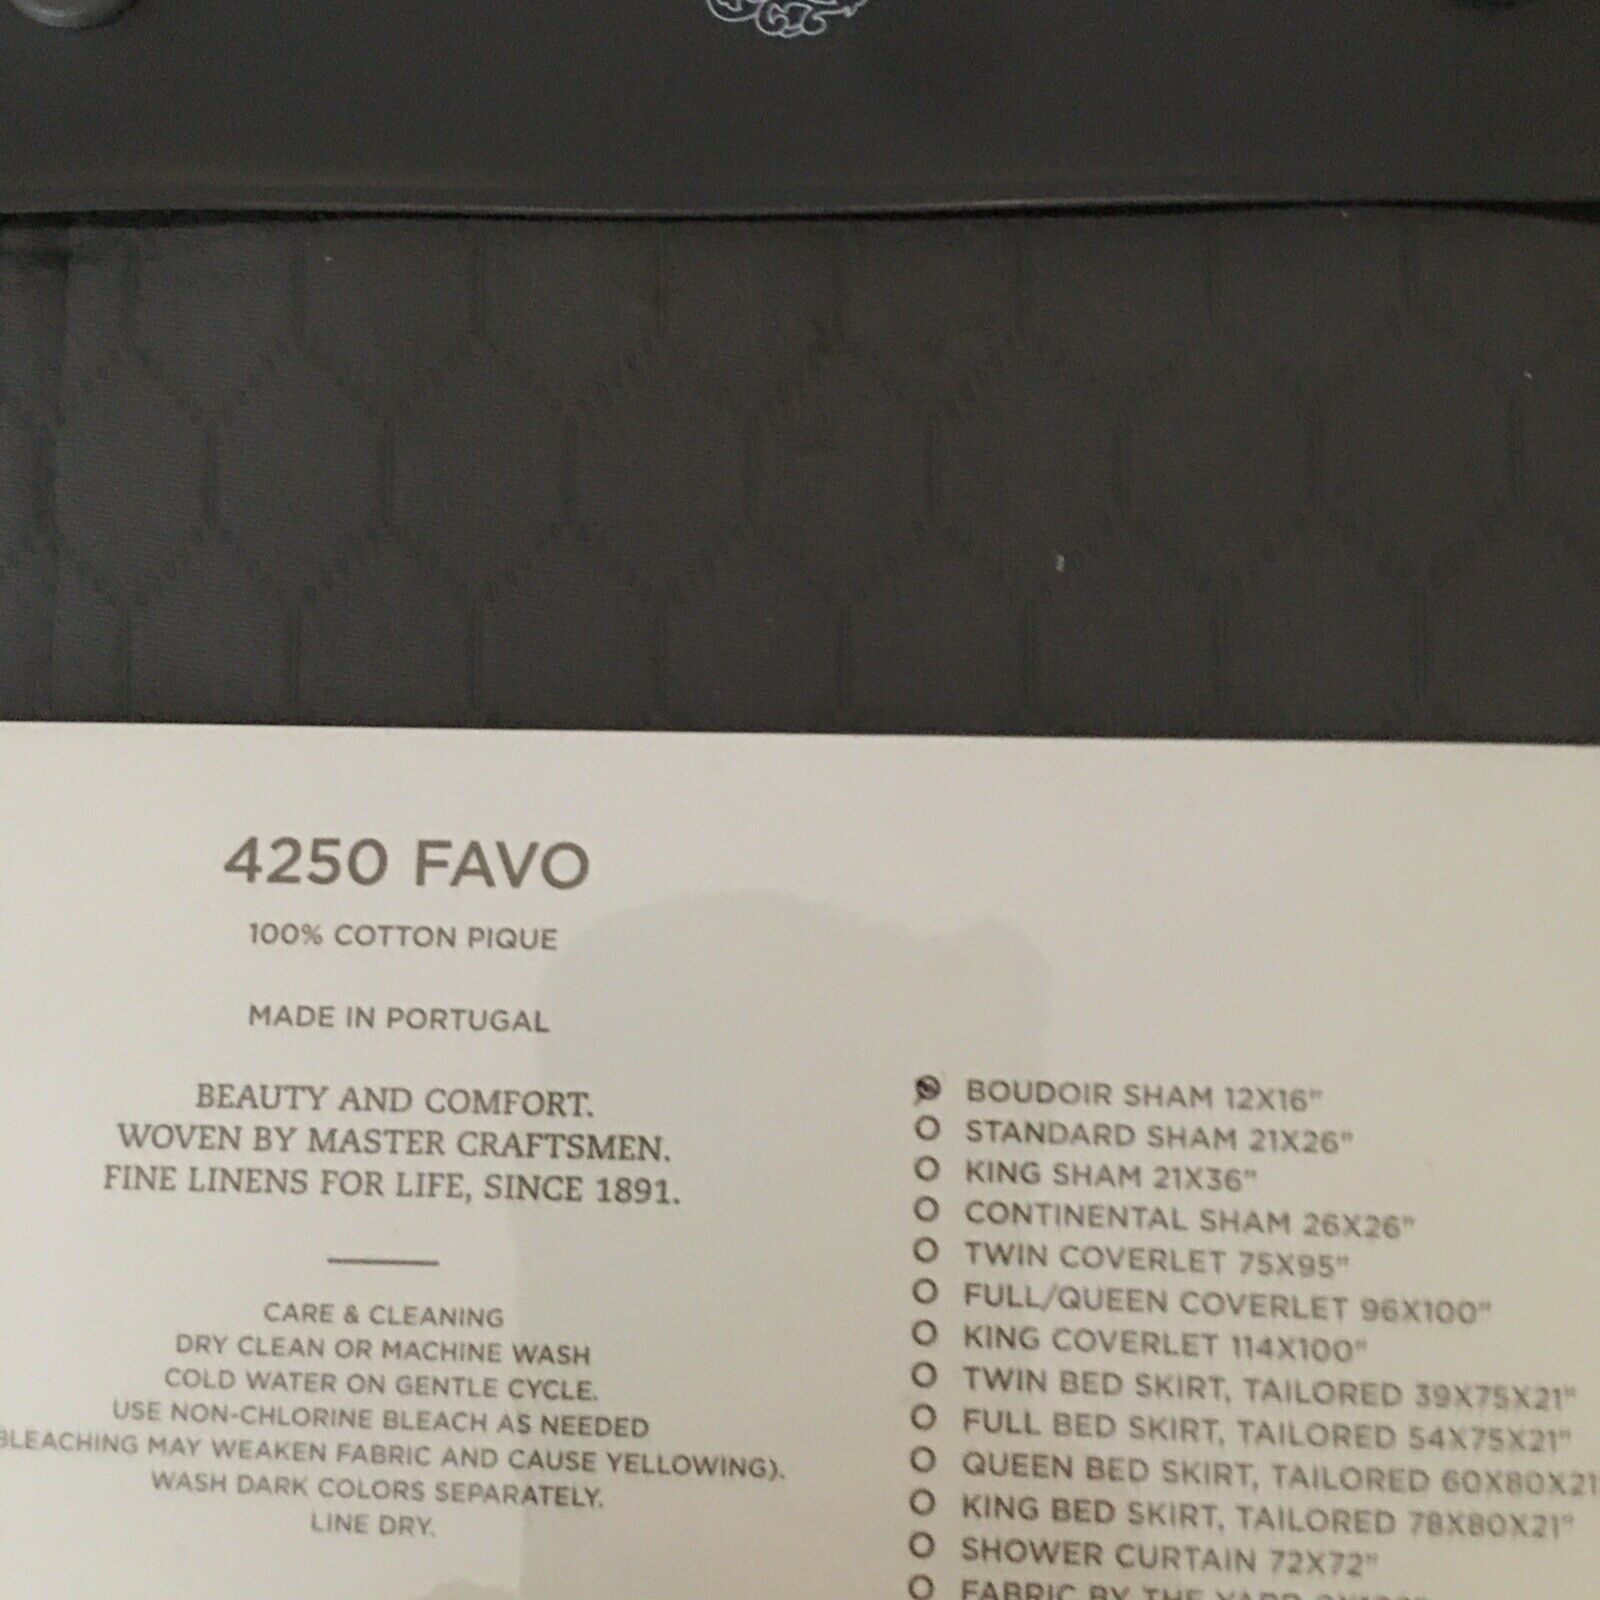 4250 FAVO
100% COTTON PIQUE
MADE IN PORTUGAL
BEAUTY AND COMFORT.
WOVEN BY MASTER CRAFTSMEN.
FINE LINENS FOR LIFE, SINCE 1891.
CARE & CLEANING
DRY CLEAN OR MACHINE WASH
COLD WATER ON GENTLE CYCLE.
USE NON-CHLORINE BLEACH AS NEEDED
BLEACHING MAY WEAKEN FABRIC AND CAUSE YELLOWING).
WASH DARK COLORS SEPARATELY.
LINE DRY.
BOUDOIR SHAM 12X16"
STANDARD SHAM 21X26"
KING SHAM 21X36"
CONTINENTAL SHAM 26X26"
TWIN COVERLET 75X95"
FULL/QUEEN COVERLET 96X100"
KING COVERLET 114X100"
TWIN BED SKIRT, TAILORED 39X75X21"
FULL BED SKIRT, TAILORED 54X75X21"
QUEEN BED SKIRT, TAILORED 60X80X21
KING BED SKIRT, TAILORED 78X80X21"
SHOWER CURTAIN 72X72"
FABRIC BY THE YARD